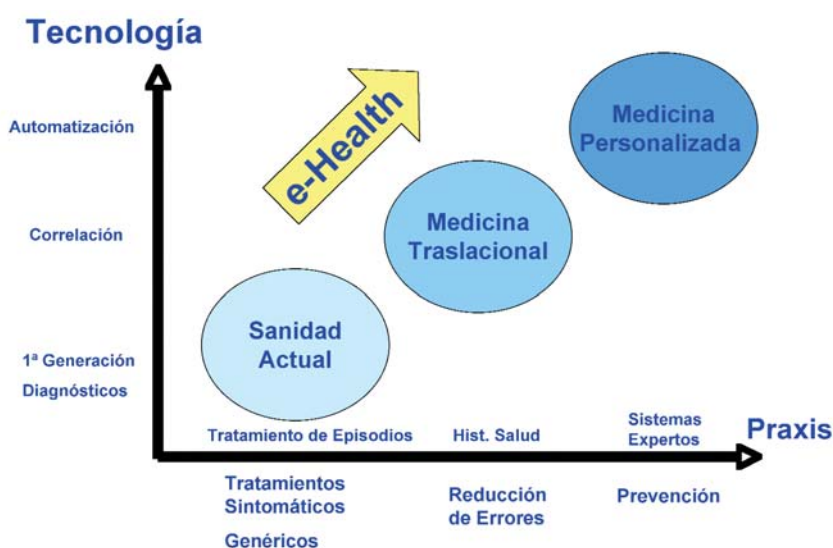 Tecnología
Automatización
Correlación
1ª Generación
Diagnósticos
e-Health
Medicina
Personalizada
Medicina
Traslacional
Sanidad
Actual
Tratamiento de Episodios
Hist. Salud
Sistemas
Expertos
Praxis
Tratamientos
Sintomáticos
Genéricos
Reducción
de Errores
Prevención